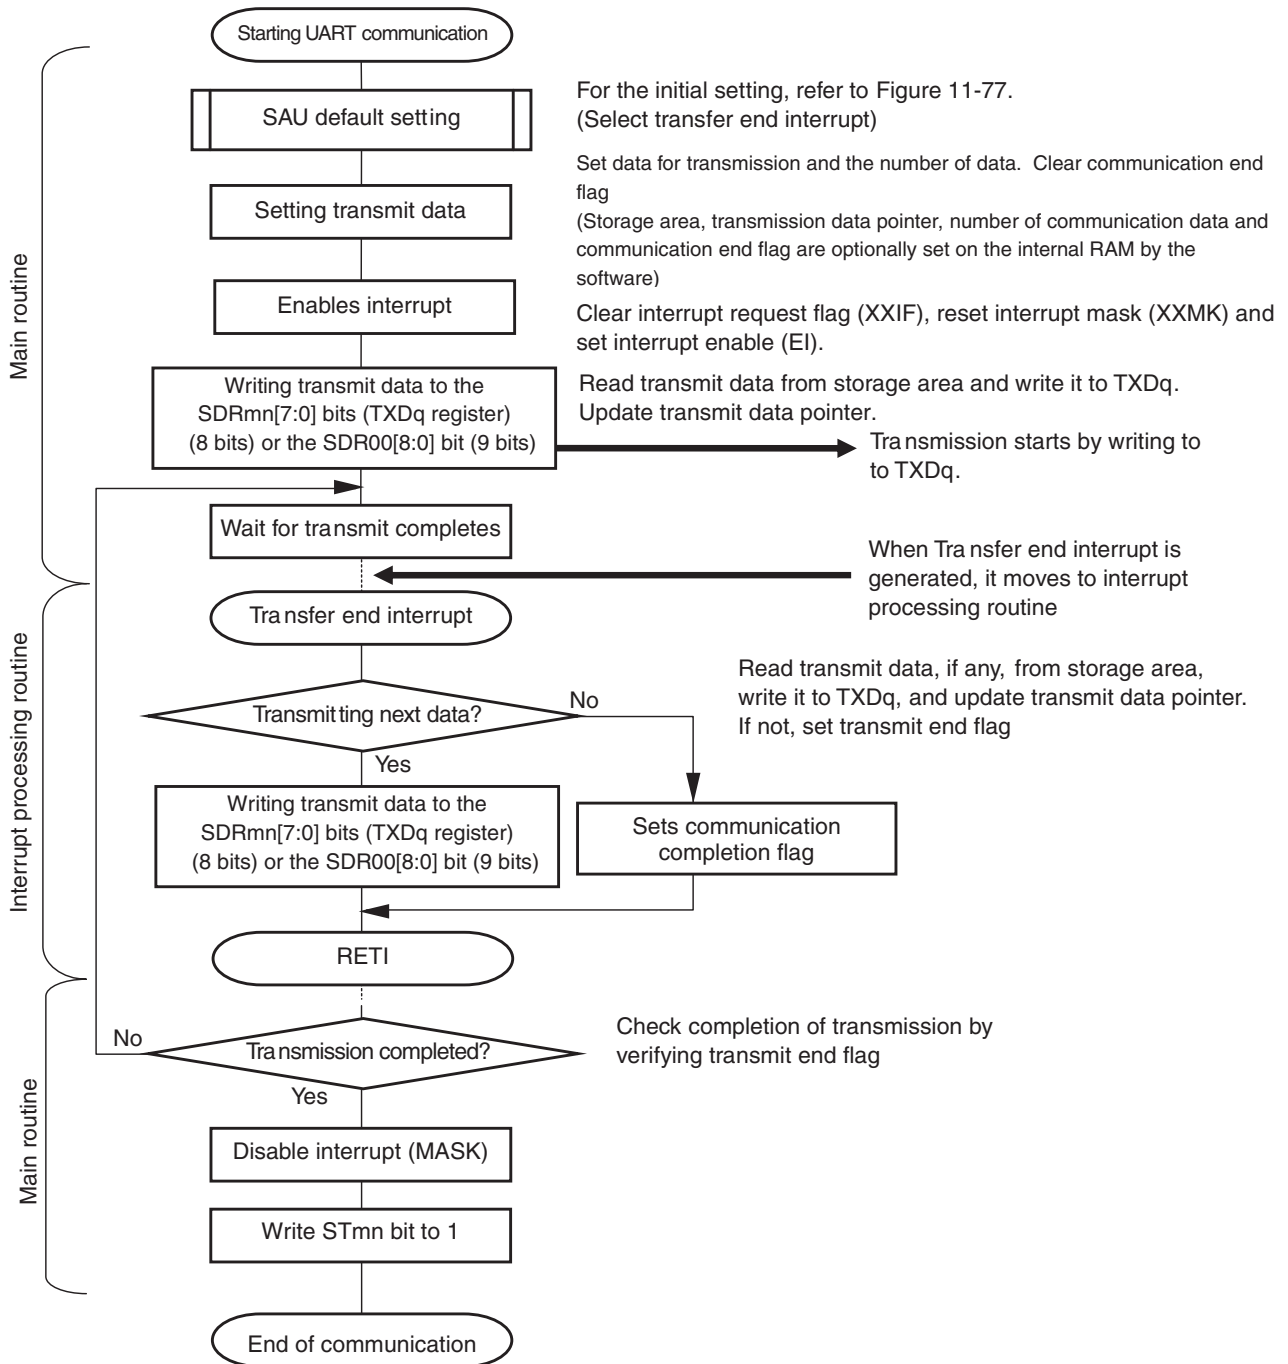 Starting UART communication
For the initial setting, refer to Figure 11-77.
(Select transfer end interrupt)
SAU default setting
Set data for transmission and the number of data.  Clear communication end
flag
(Storage area, transmission data pointer, number of communication data and
communication end flag are optionally set on the internal RAM by the
software)
Setting transmit data
Enables interrupt
Clear interrupt request flag (XXIF), reset interrupt mask (XXMK) and
set interrupt enable (EI).
Main routine
Writing transmit data to the
SDRmn[7:0] bits (TXDq register)
(8 bits) or the SDR00[8:0] bit (9 bits)
Read transmit data from storage area and write it to TXDq.
Update transmit data pointer.
Transmission starts by writing to
to TXDq.
Wait for transmit completes
When Transfer end interrupt is
generated, it moves to interrupt
processing routine
Transfer end interrupt
Read transmit data, if any, from storage area,
write it to TXDq, and update transmit data pointer.
If not, set transmit end flag
Transmitting next data?
No
Yes
Interrupt processing routine
Writing transmit data to the
SDRmn[7:0] bits (TXDq register)
(8 bits) or the SDR00[8:0] bit (9 bits)
Sets communication
completion flag
RETI
No
Transmission completed?
Check completion of transmission by
verifying transmit end flag
Yes
Main routine
Disable interrupt (MASK)
Write STmn bit to 1
End of communication